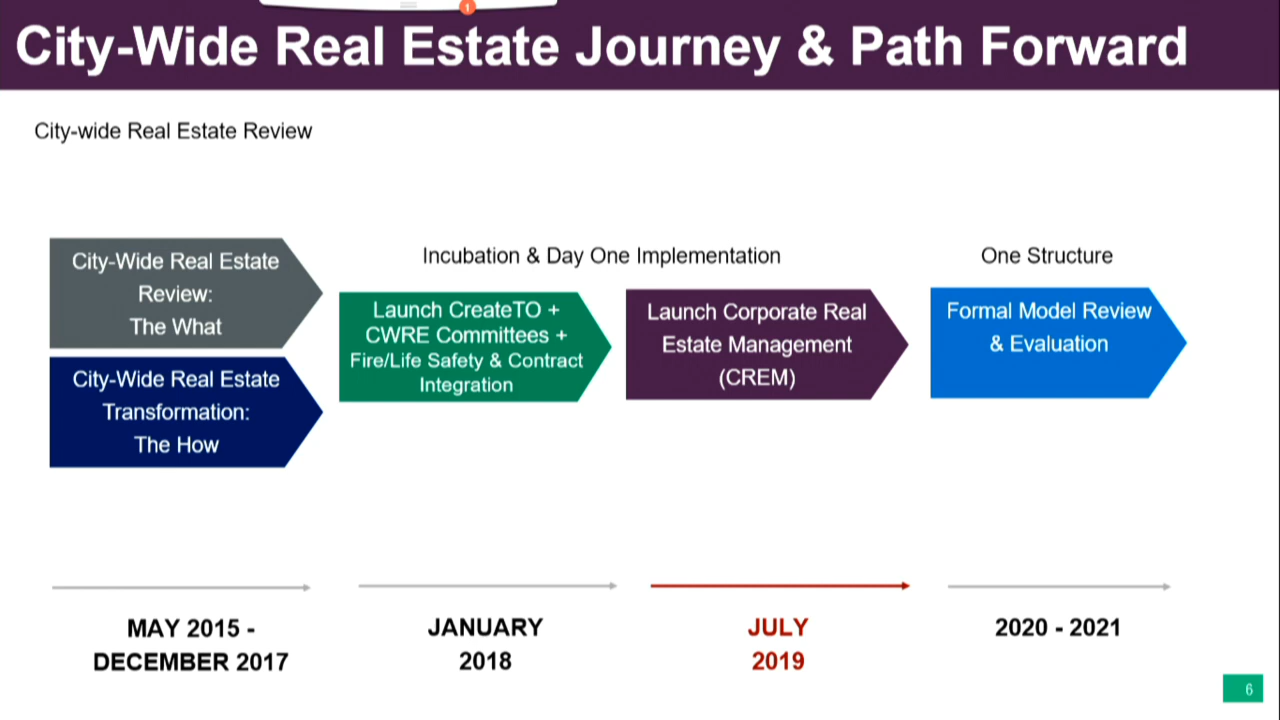 1
City-Wide Real Estate Journey & Path Forward
City-wide Real Estate Review
City-Wide Real Estate
Review:
The What
City-Wide Real Estate
Transformation:
The How
Incubation & Day One Implementation
Launch CreateTO +
CWRE Committees +
Fire/Life Safety & Contract
Integration
Launch Corporate Real
Estate Management
(CREM)
One Structure
Formal Model Review
& Evaluation
MAY 2015 -
DECEMBER 2017
JANUARY
2018
JULY
2019
2020 - 2021
6